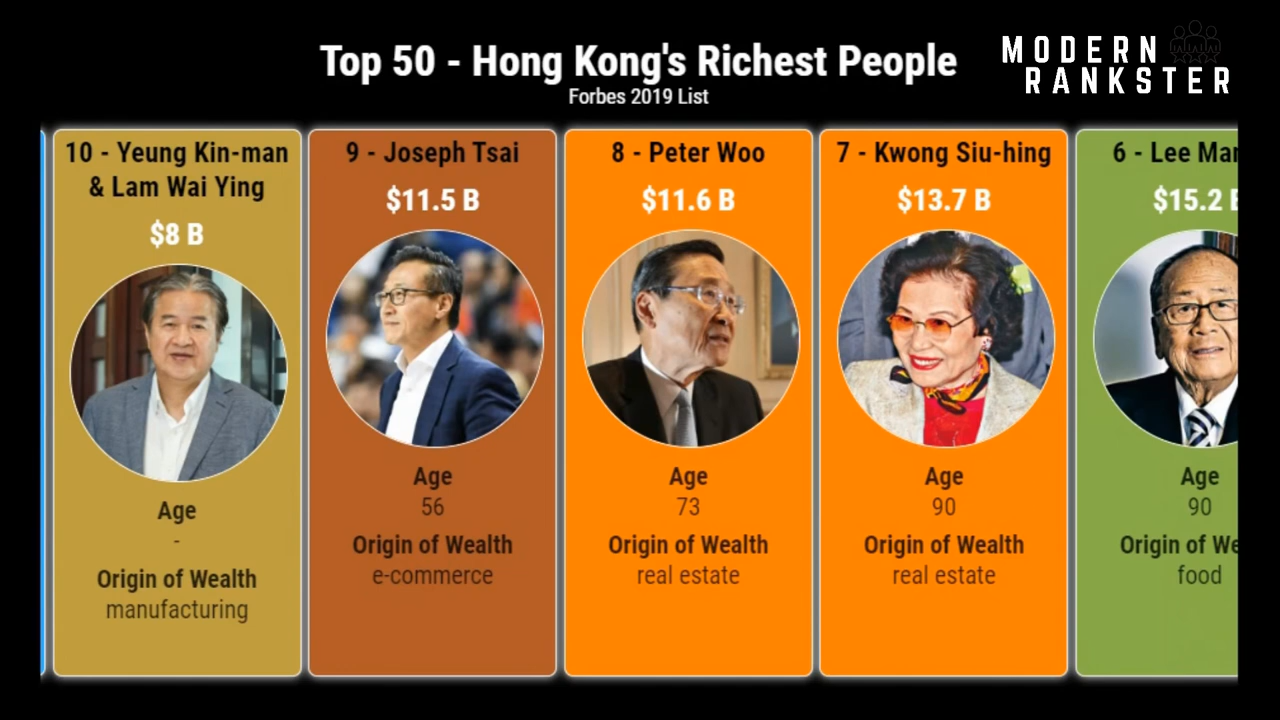 Top 50 - Hong Kong's Richest People
Forbes 2019 List
MODERN
RANKSTER
10 - Yeung Kin-man
& Lam Wai Ying
$8 B
Age
-
Origin of Wealth
manufacturing
9 - Joseph Tsai
$11.5 B
Age
56
Origin of Wealth
e-commerce
8 - Peter Woo
$11.6 B
Age
73
Origin of Wealth
real estate
7 - Kwong Siu-hing
$13.7 B
Age
90
Origin of Wealth
real estate
6 - Lee
$15.2
Age
90
Origin of
food